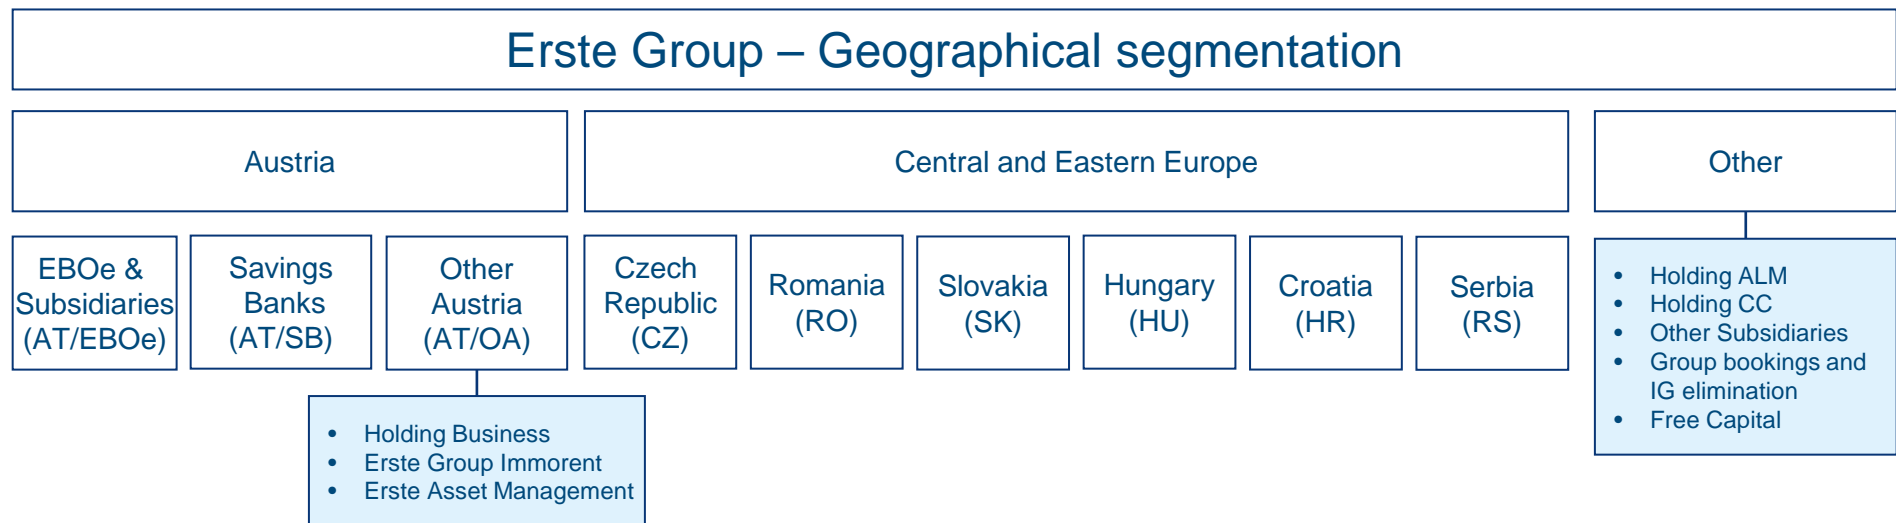 Erste Group – Geographical segmentation
Austria
Central and Eastern Europe
Other
EBOe &
Subsidiaries
(AT/EBOe)
Savings
Banks
(AT/SB)
Other
Austria
(AT/OA)
Czech
Republic
(CZ)
Romania
(RO)
Slovakia
(SK)
Hungary
(HU)
Croatia
(HR)
Serbia
(RS)
• Holding Business
• Erste Group Immorent
• Erste Asset Management
• Holding ALM
• Holding CC
• Other Subsidiaries
• Group bookings and
IG elimination
• Free Capital